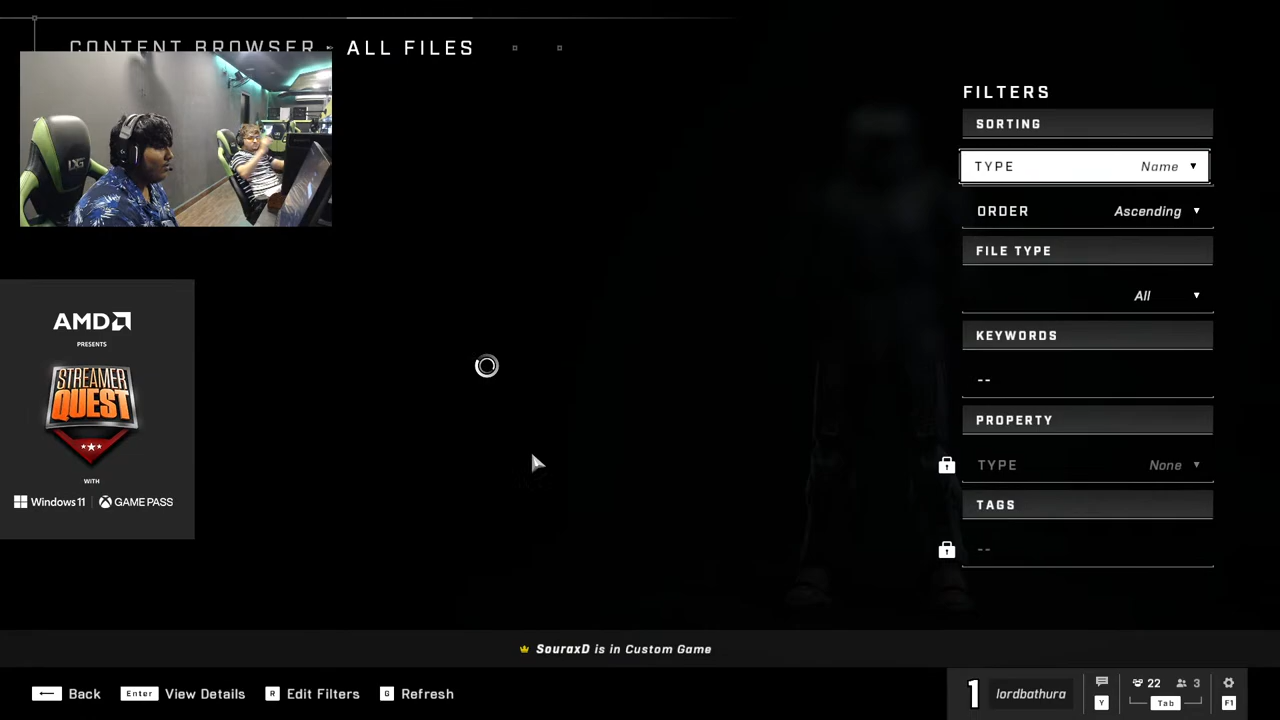 CONTENT BROWSER ▸ ALL FILES
FILTERS
SORTING
TYPE Name
ORDER Ascending
FILE TYPE
All
KEYWORDS
--
PROPERTY
TYPE None
TAGS
--
LXG
AMD
PRESENTS
STREAMER
QUEST
WITH
Windows 11 | XBOX GAME PASS
SouraxD is in Custom Game
Back
Enter View Details
R Edit Filters
G Refresh
1 lordbathura
22 3
Y Tab F1